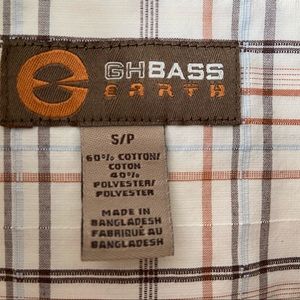 GHBASS
EARTH
S/P
60% COTTON/
COTON
40%
POLYESTER/
POLYESTER
MADE IN
BANGLADESH
FABRIQUÉ AU
BANGLADESH